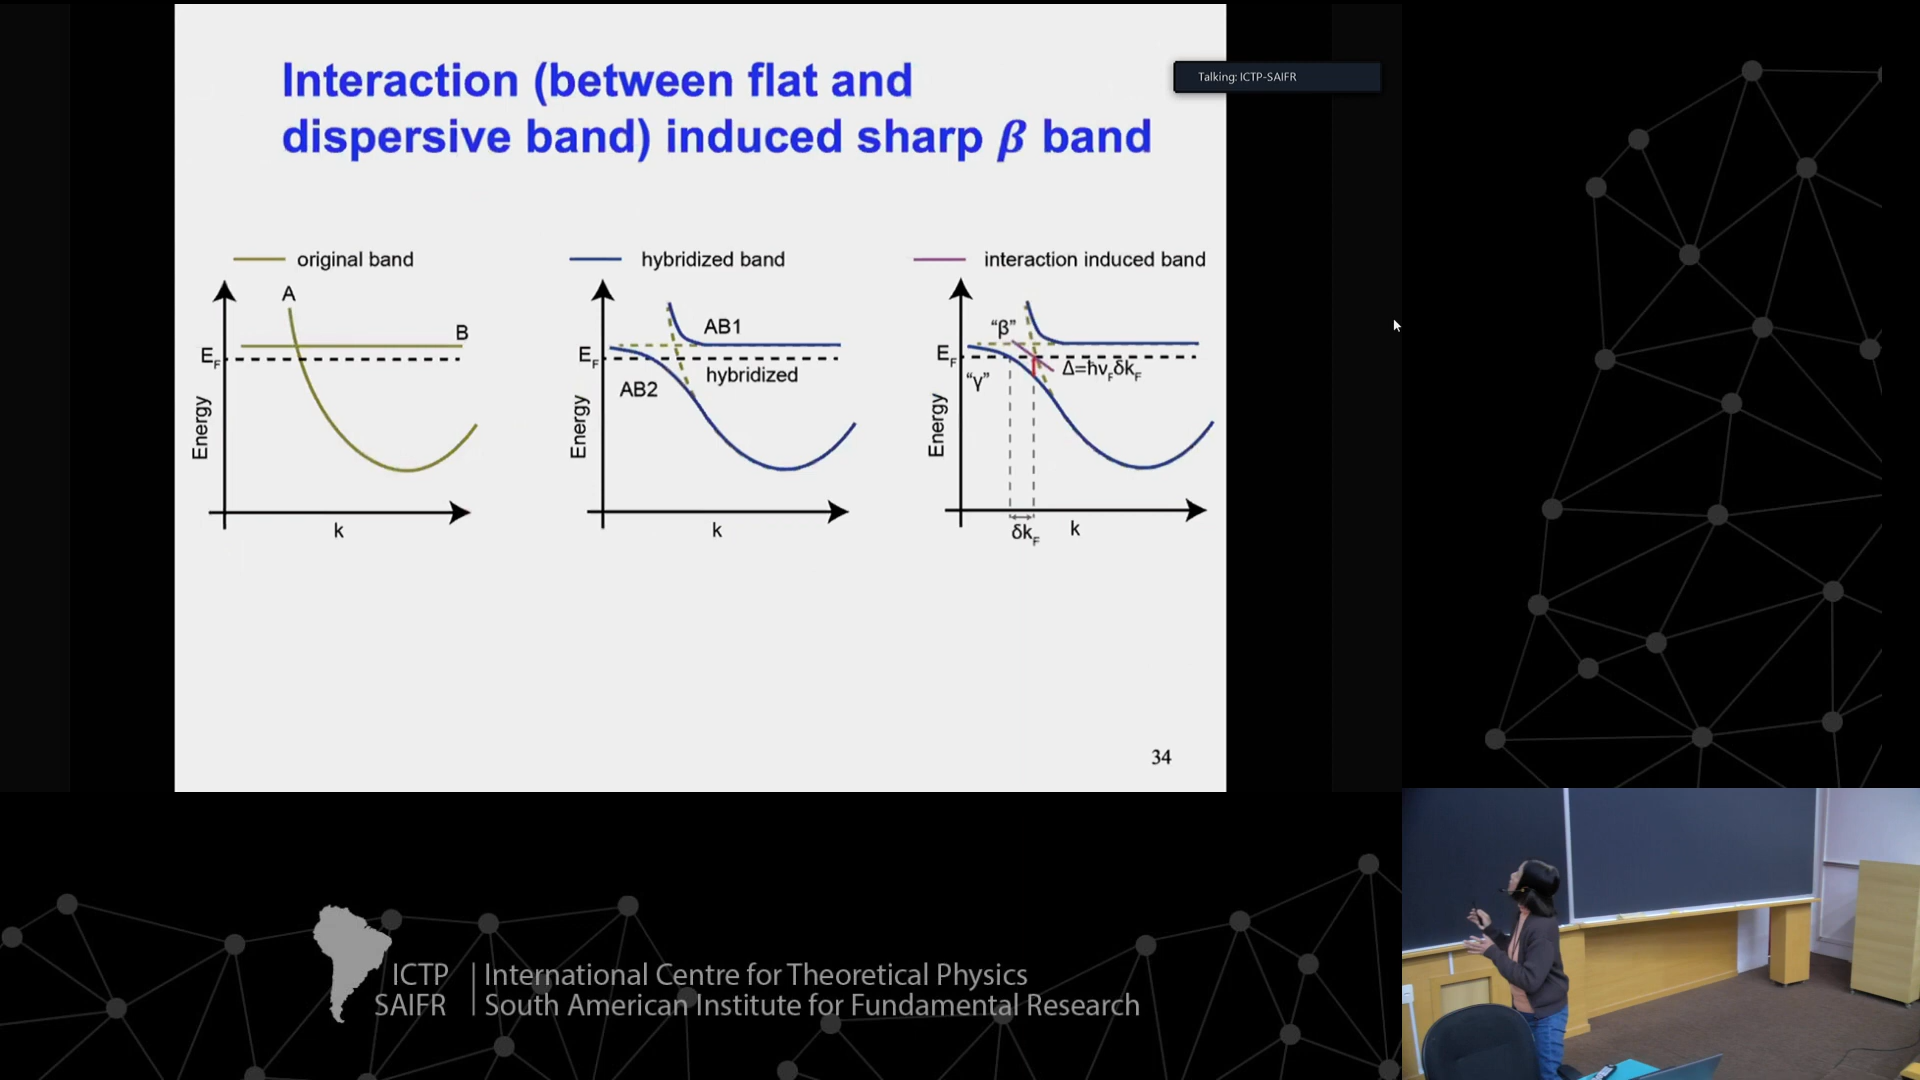 Interaction (between flat and
dispersive band) induced sharp β band
Talking: ICTP-SAIFR
original band
hybridized band
interaction induced band
A
B
E_F
Energy
k
AB1
E_F
hybridized
AB2
Energy
k
“β”
E_F
Δ=hν_Fδk_F
“γ”
Energy
δk_F
k
34
ICTP
SAIFR
International Centre for Theoretical Physics
South American Institute for Fundamental Research